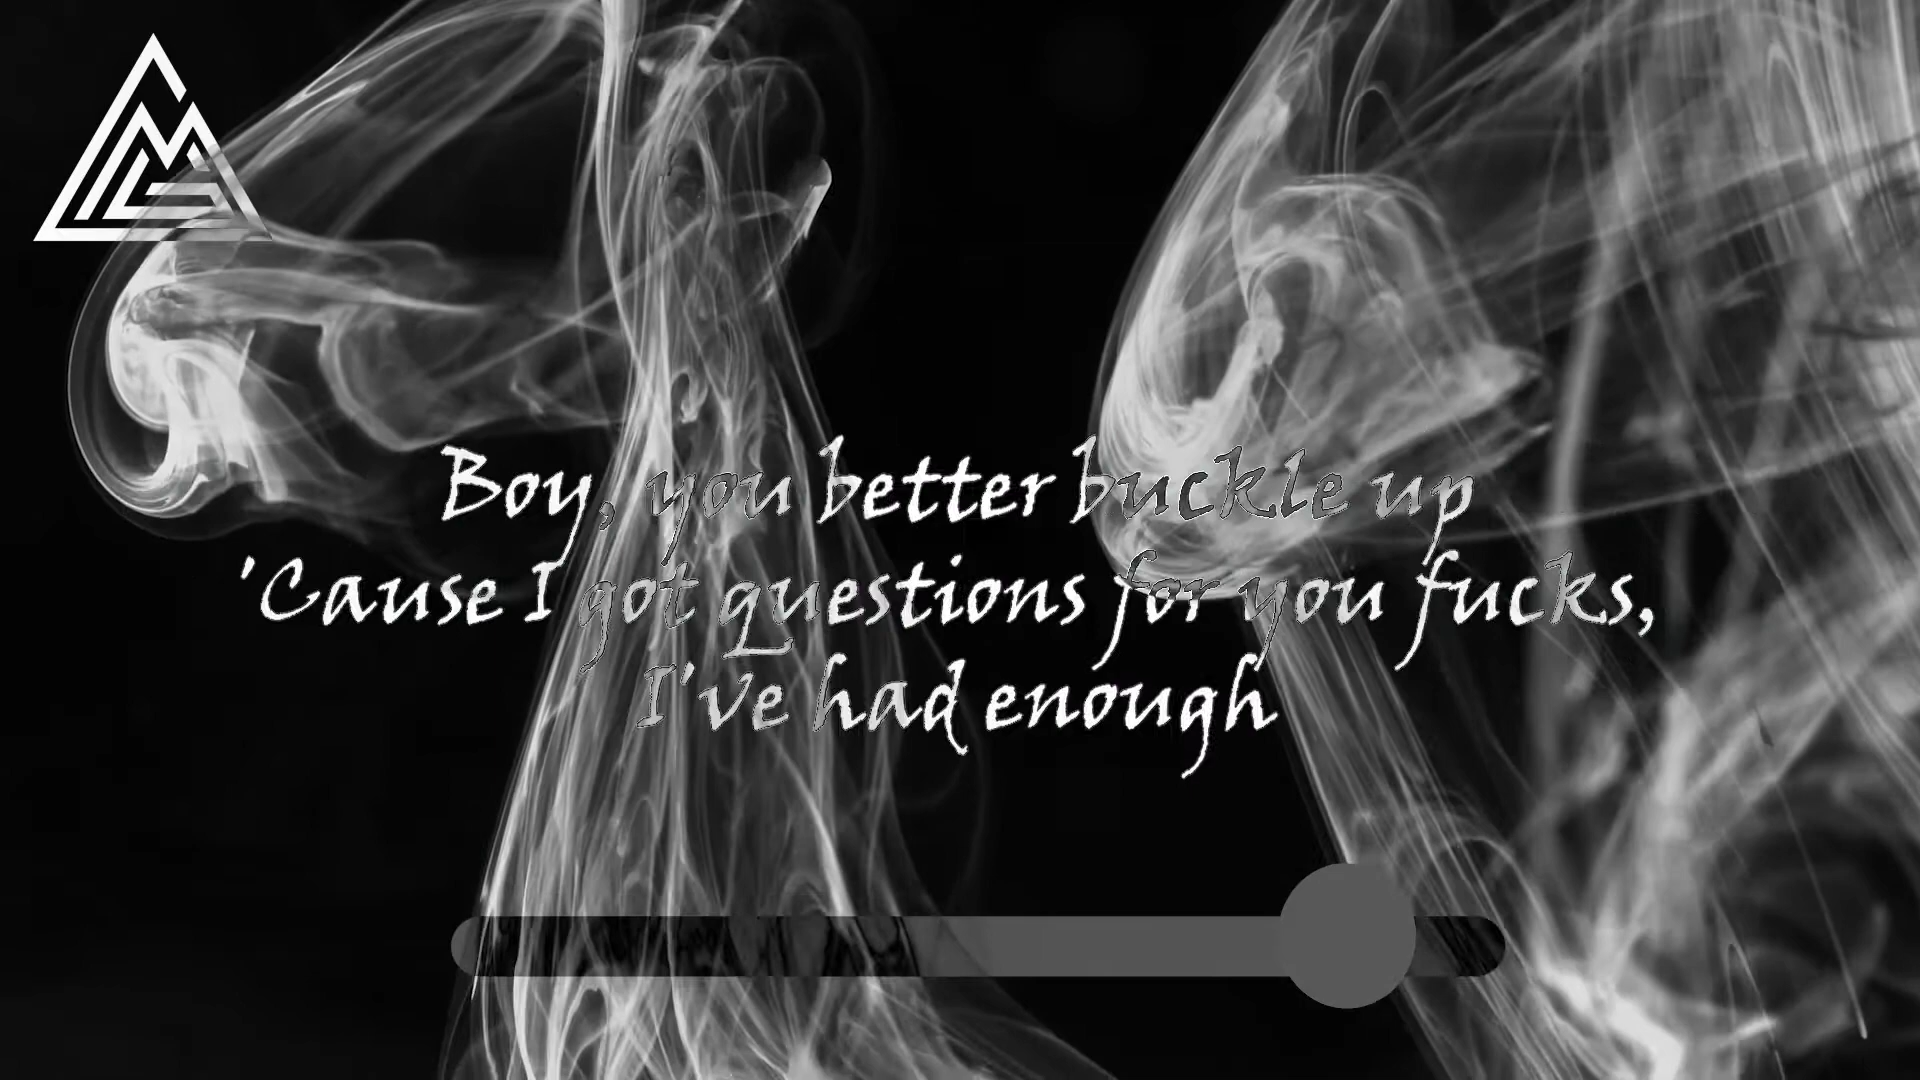 Boy, you better buckle up
'Cause I got questions for you fucks,
I've had enough